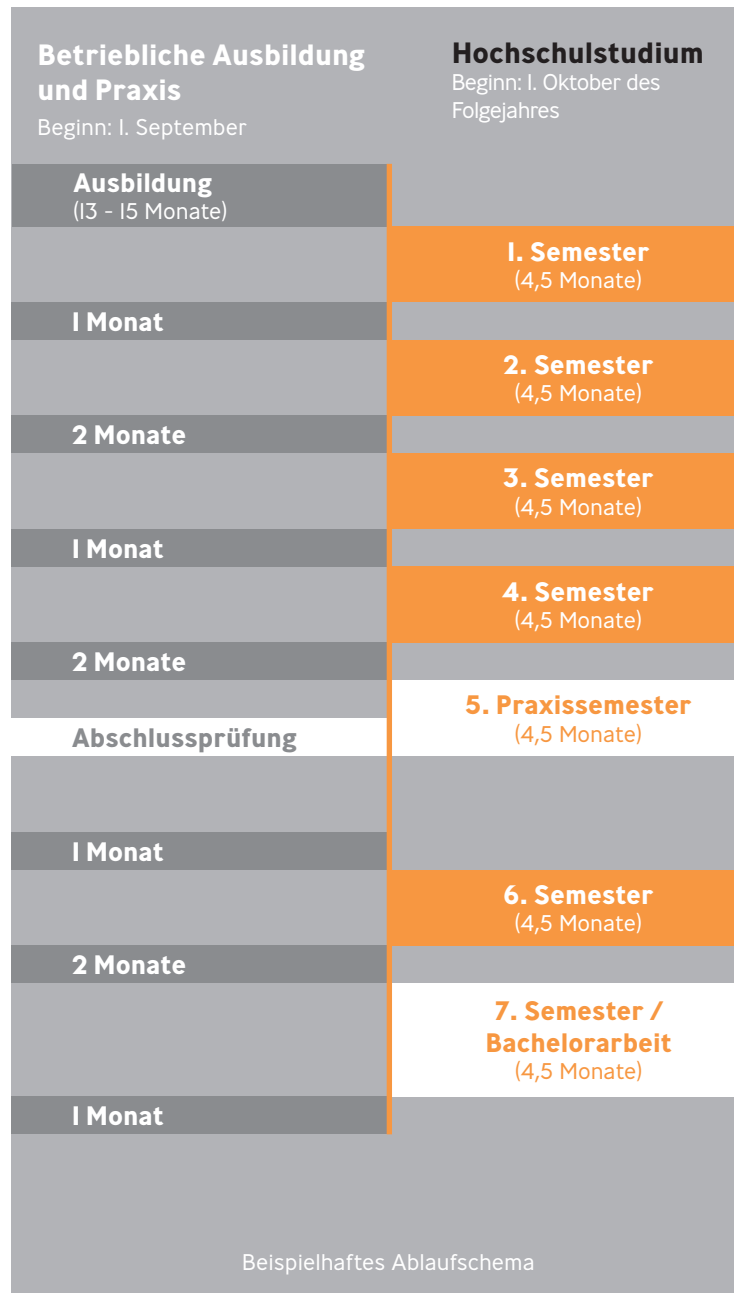 Betriebliche Ausbildung
und Praxis
Beginn: 1. September
Hochschulstudium
Beginn: 1. Oktober des
Folgejahres
Ausbildung
(13 - 15 Monate)
1. Semester
(4,5 Monate)
1 Monat
2. Semester
(4,5 Monate)
2 Monate
3. Semester
(4,5 Monate)
1 Monat
4. Semester
(4,5 Monate)
2 Monate
5. Praxissemester
(4,5 Monate)
Abschlussprüfung
1 Monat
6. Semester
(4,5 Monate)
2 Monate
7. Semester /
Bachelorarbeit
(4,5 Monate)
1 Monat
Beispielhaftes Ablaufschema